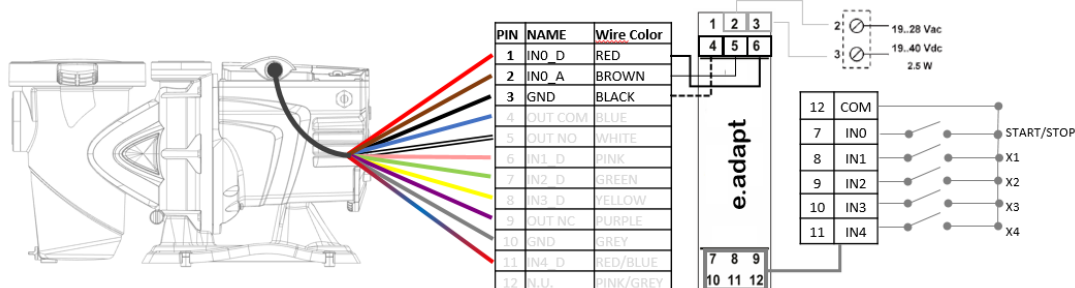 PIN NAME Wire Color
1 IN0_D RED
2 IN0_A BROWN
3 GND BLACK
4 OUT COM BLUE
5 OUT NO WHITE
6 IN1_D PINK
7 IN2_D GREEN
8 IN3_D YELLOW
9 OUT NC PURPLE
10 GND GREY
11 IN4_D RED/BLUE
12 N.U. PINK/GREY
1 2 3
4 5 6
e.adapt
7 8 9
10 11 12
2
19..28 Vac
3
19..40 Vdc
2.5 W
12 COM
7 IN0 START/STOP
8 IN1 X1
9 IN2 X2
10 IN3 X3
11 IN4 X4